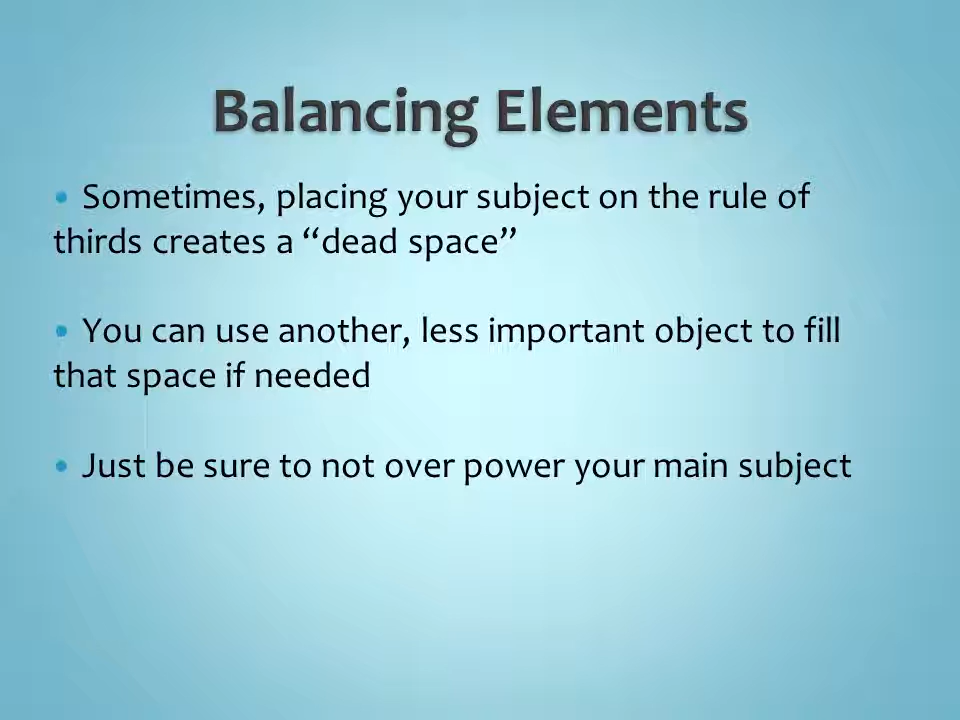 Balancing Elements
• Sometimes, placing your subject on the rule of
thirds creates a “dead space”
• You can use another, less important object to fill
that space if needed
• Just be sure to not over power your main subject